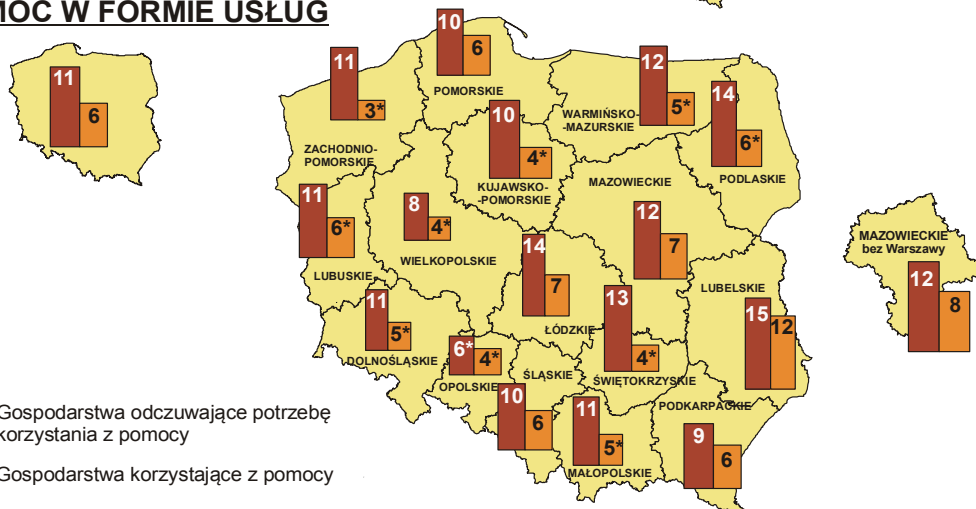 MOC W FORMIE USŁUG
11
6
10
6
POMORSKIE
11
3*
ZACHODNIO-
POMORSKIE
12
5*
WARMIŃSKO-
-MAZURSKIE
14
6*
PODLASKIE
10
4*
KUJAWSKO-
-POMORSKIE
MAZOWIECKIE
12
7
11
6*
LUBUSKIE
8
4*
WIELKOPOLSKIE
14
7
ŁÓDZKIE
MAZOWIECKIE
bez Warszawy
12
8
LUBELSKIE
15
12
11
5*
DOLNOŚLĄSKIE
6*
4*
OPOLSKIE
ŚLĄSKIE
10
6
13
4*
ŚWIĘTOKRZYSKIE
11
5*
MAŁOPOLSKIE
PODKARPACKIE
9
6
Gospodarstwa odczuwające potrzebę
korzystania z pomocy
Gospodarstwa korzystające z pomocy